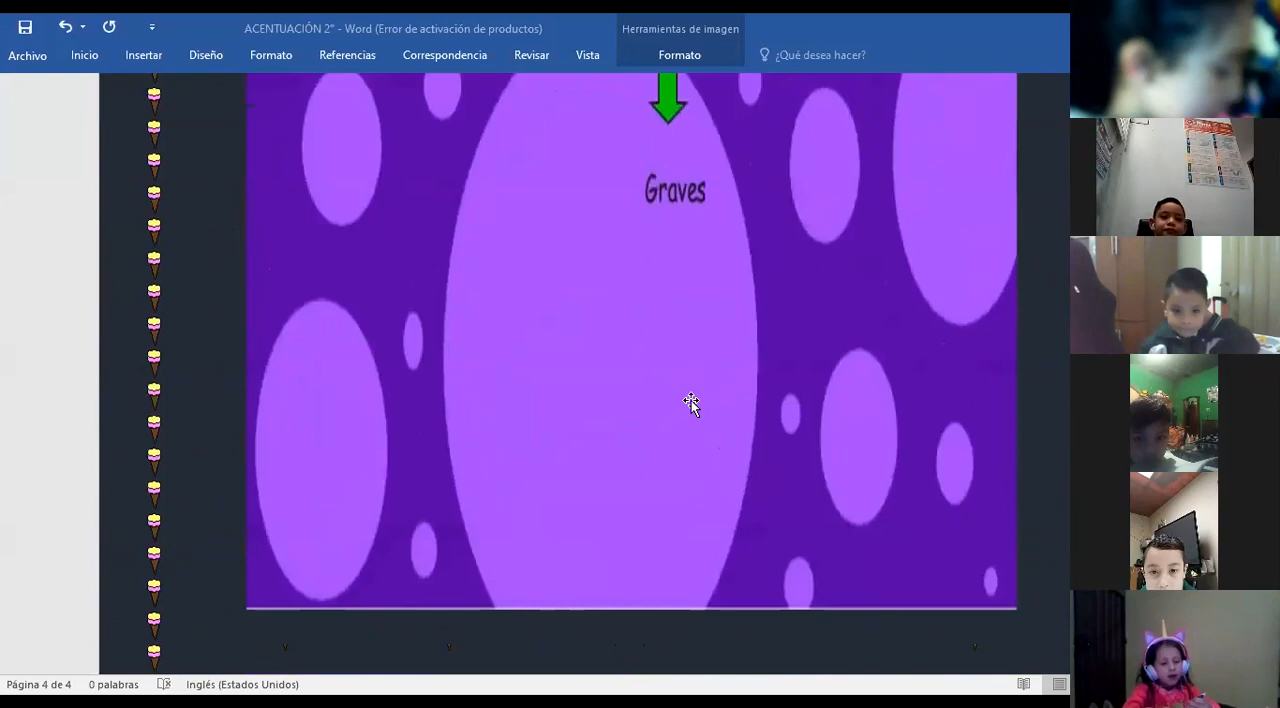 ACENTUACIÓN 2° - Word (Error de activación de productos)
Herramientas de imagen
Archivo Inicio Insertar Diseño Formato Referencias Correspondencia Revisar Vista Formato ¿Qué desea hacer?
Graves
Página 4 de 4 0 palabras Inglés (Estados Unidos)